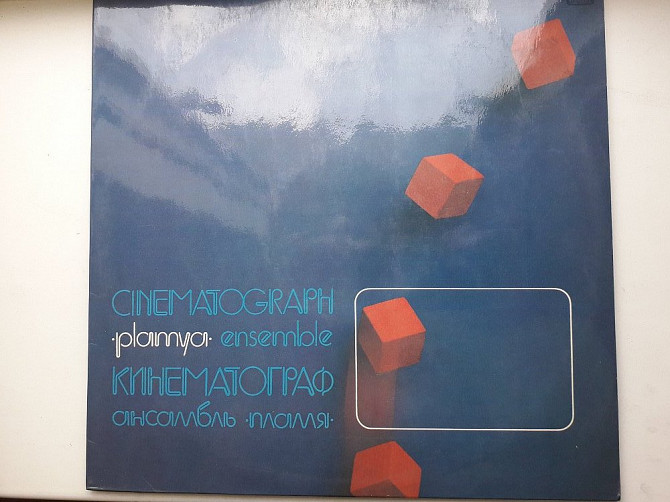 CINEMATOGRAPH
·plamya· ensemble
КИНЕМАТОГРАФ
ансамбль ·пламя·